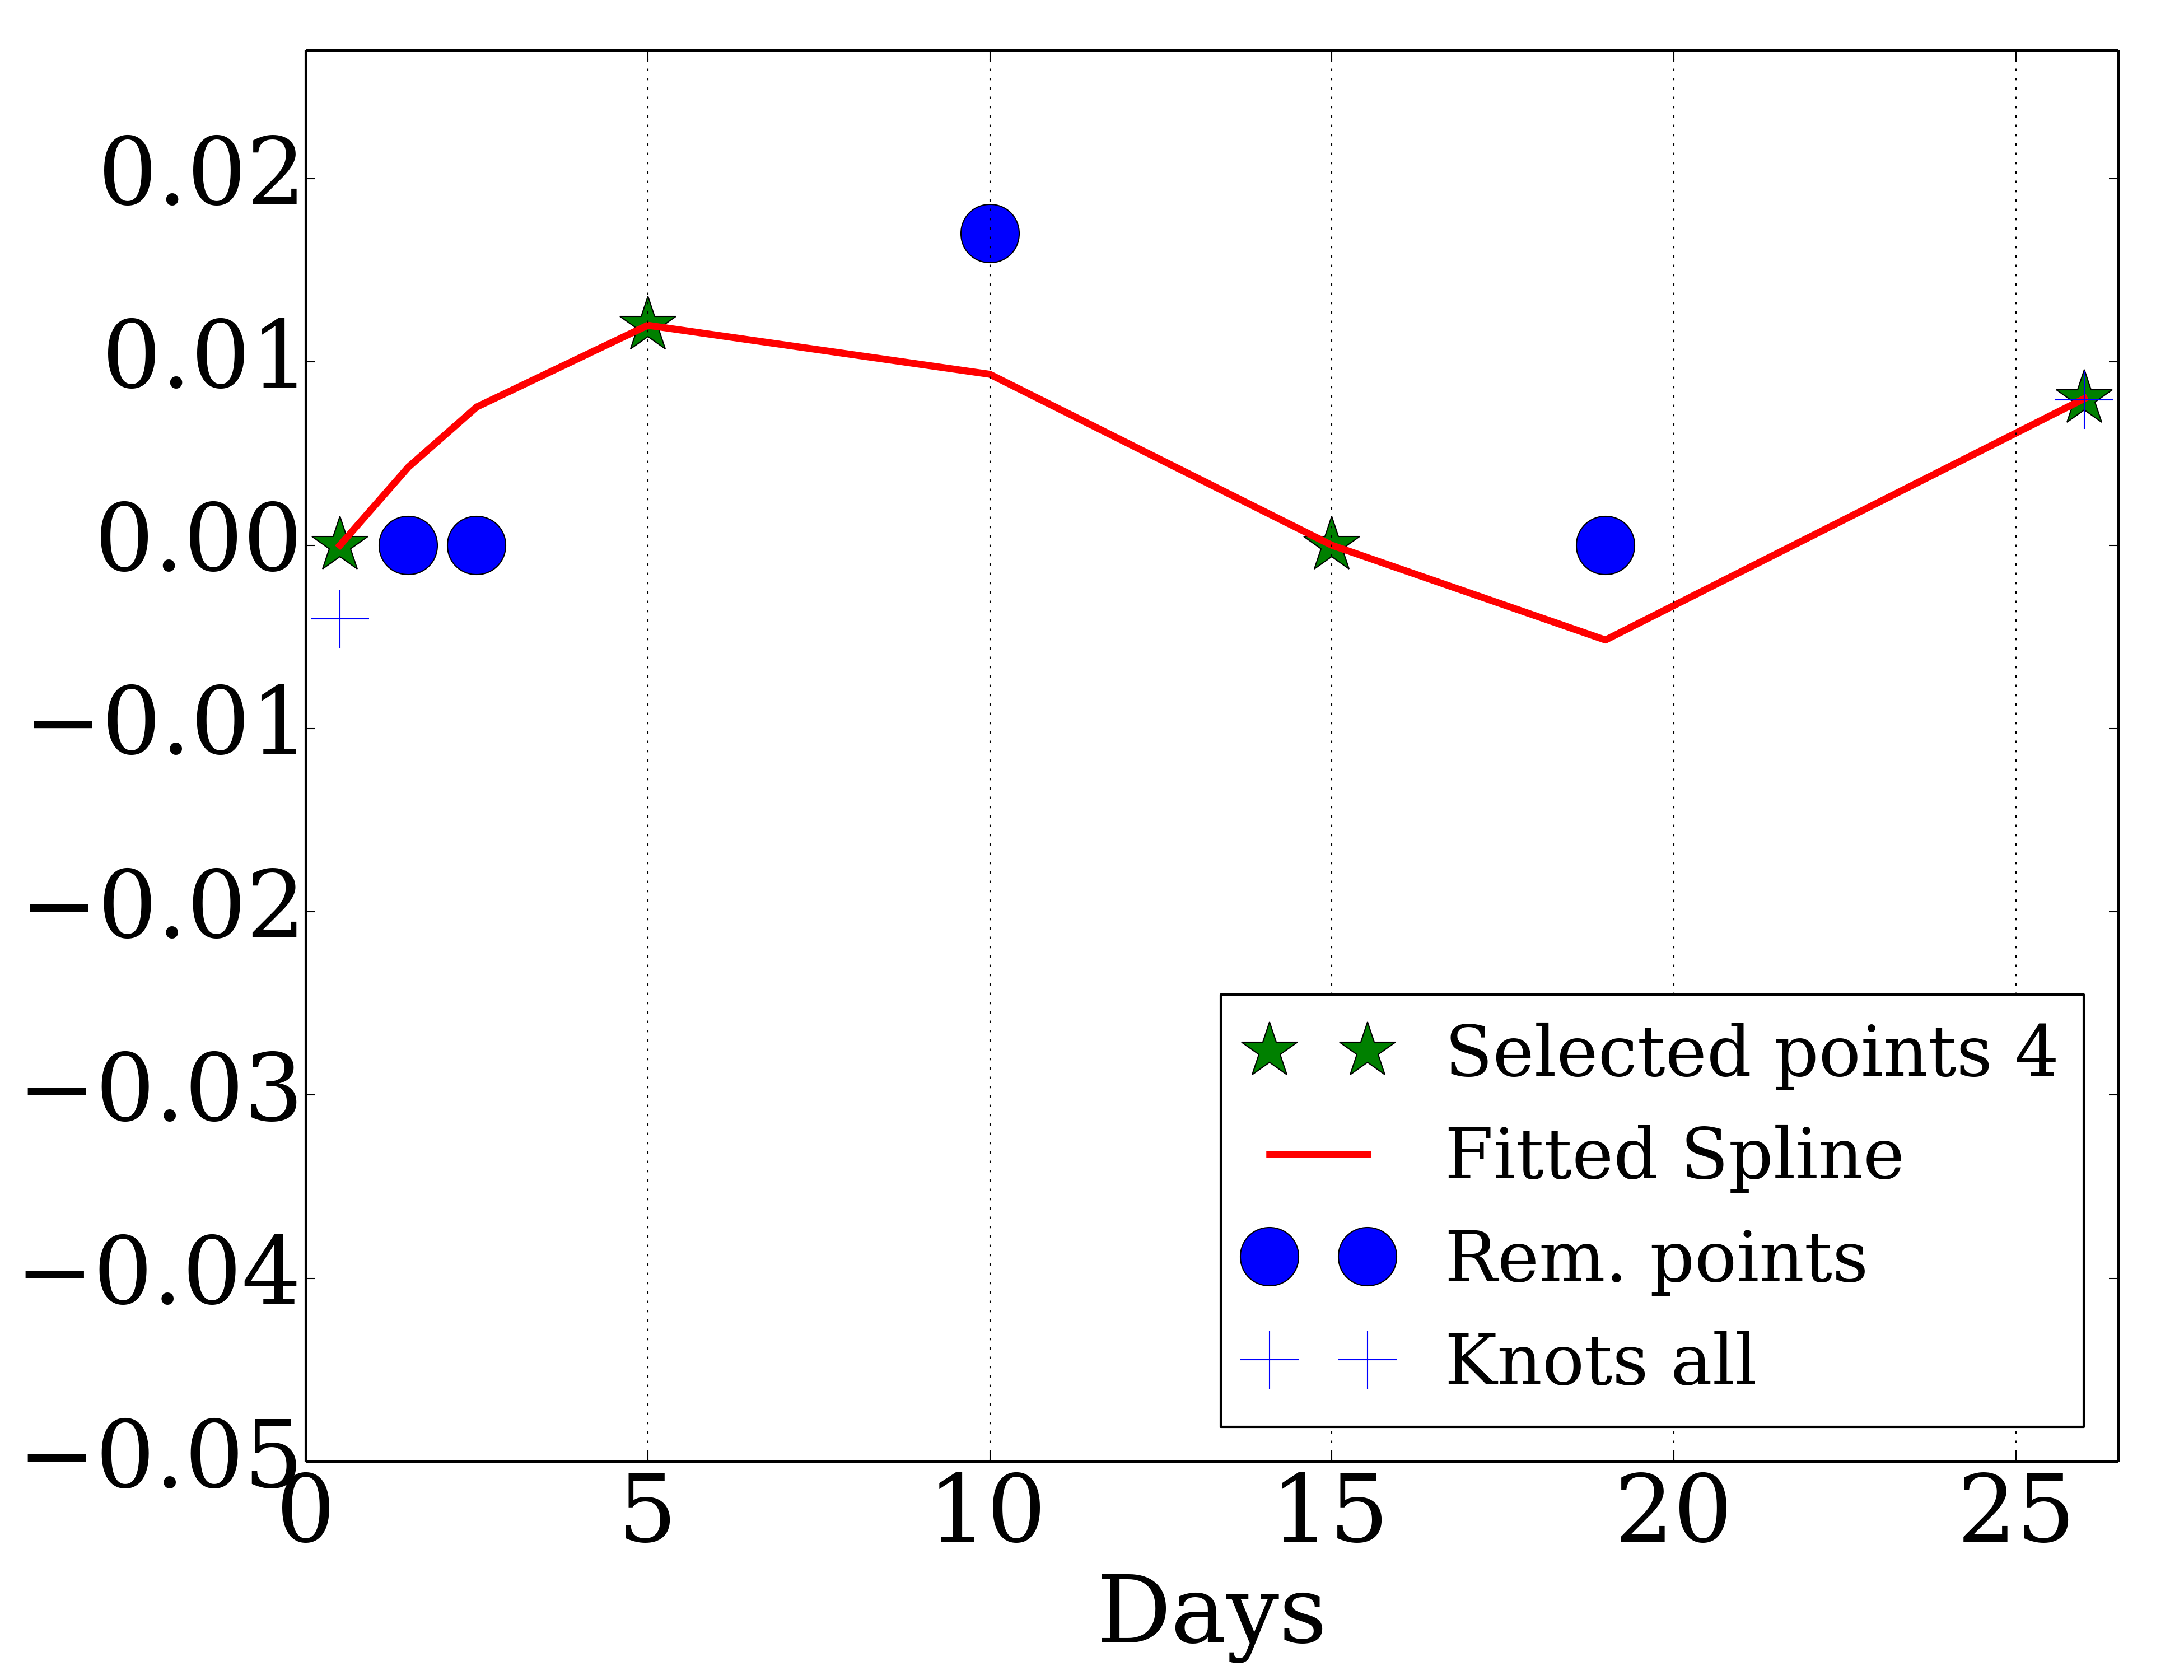 0.02
0.01
0.00
−0.01
−0.02
−0.03
−0.04
−0.05
0 5 10 15 20 25
Days
Selected points 4
Fitted Spline
Rem. points
Knots all